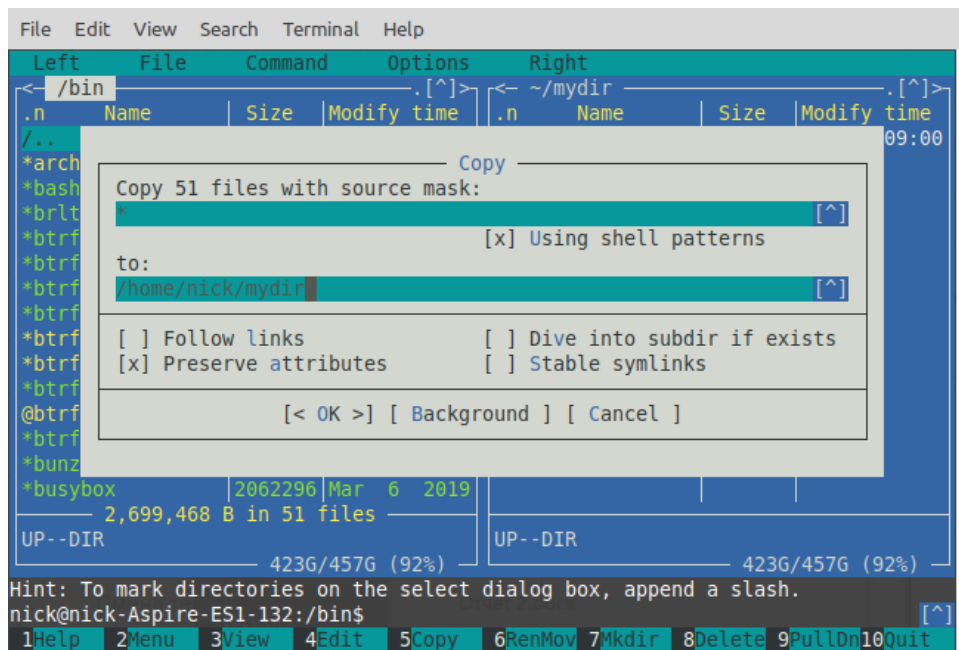 File Edit View Search Terminal Help
Left File Command Options Right
<- /bin .[^]> <- ~/mydir .[^]>
.n Name Size Modify time .n Name Size Modify time
/.. 09:00
*arch
Copy
*bash
Copy 51 files with source mask:
*brlt
* [^]
*btrf
[x] Using shell patterns
*btrf
to:
*btrf
/home/nick/mydir [^]
*btrf
*btrf
[ ] Follow links [ ] Dive into subdir if exists
*btrf
[x] Preserve attributes [ ] Stable symlinks
*btrf
@btrf
[< OK >] [ Background ] [ Cancel ]
*btrf
*bunz
*busybox 2062296 Mar 6 2019
2,699,468 B in 51 files
UP--DIR UP--DIR
423G/457G (92%) 423G/457G (92%)
Hint: To mark directories on the select dialog box, append a slash.
nick@nick-Aspire-ES1-132:/bin$ [^]
1Help 2Menu 3View 4Edit 5Copy 6RenMov 7Mkdir 8Delete 9PullDn 10Quit